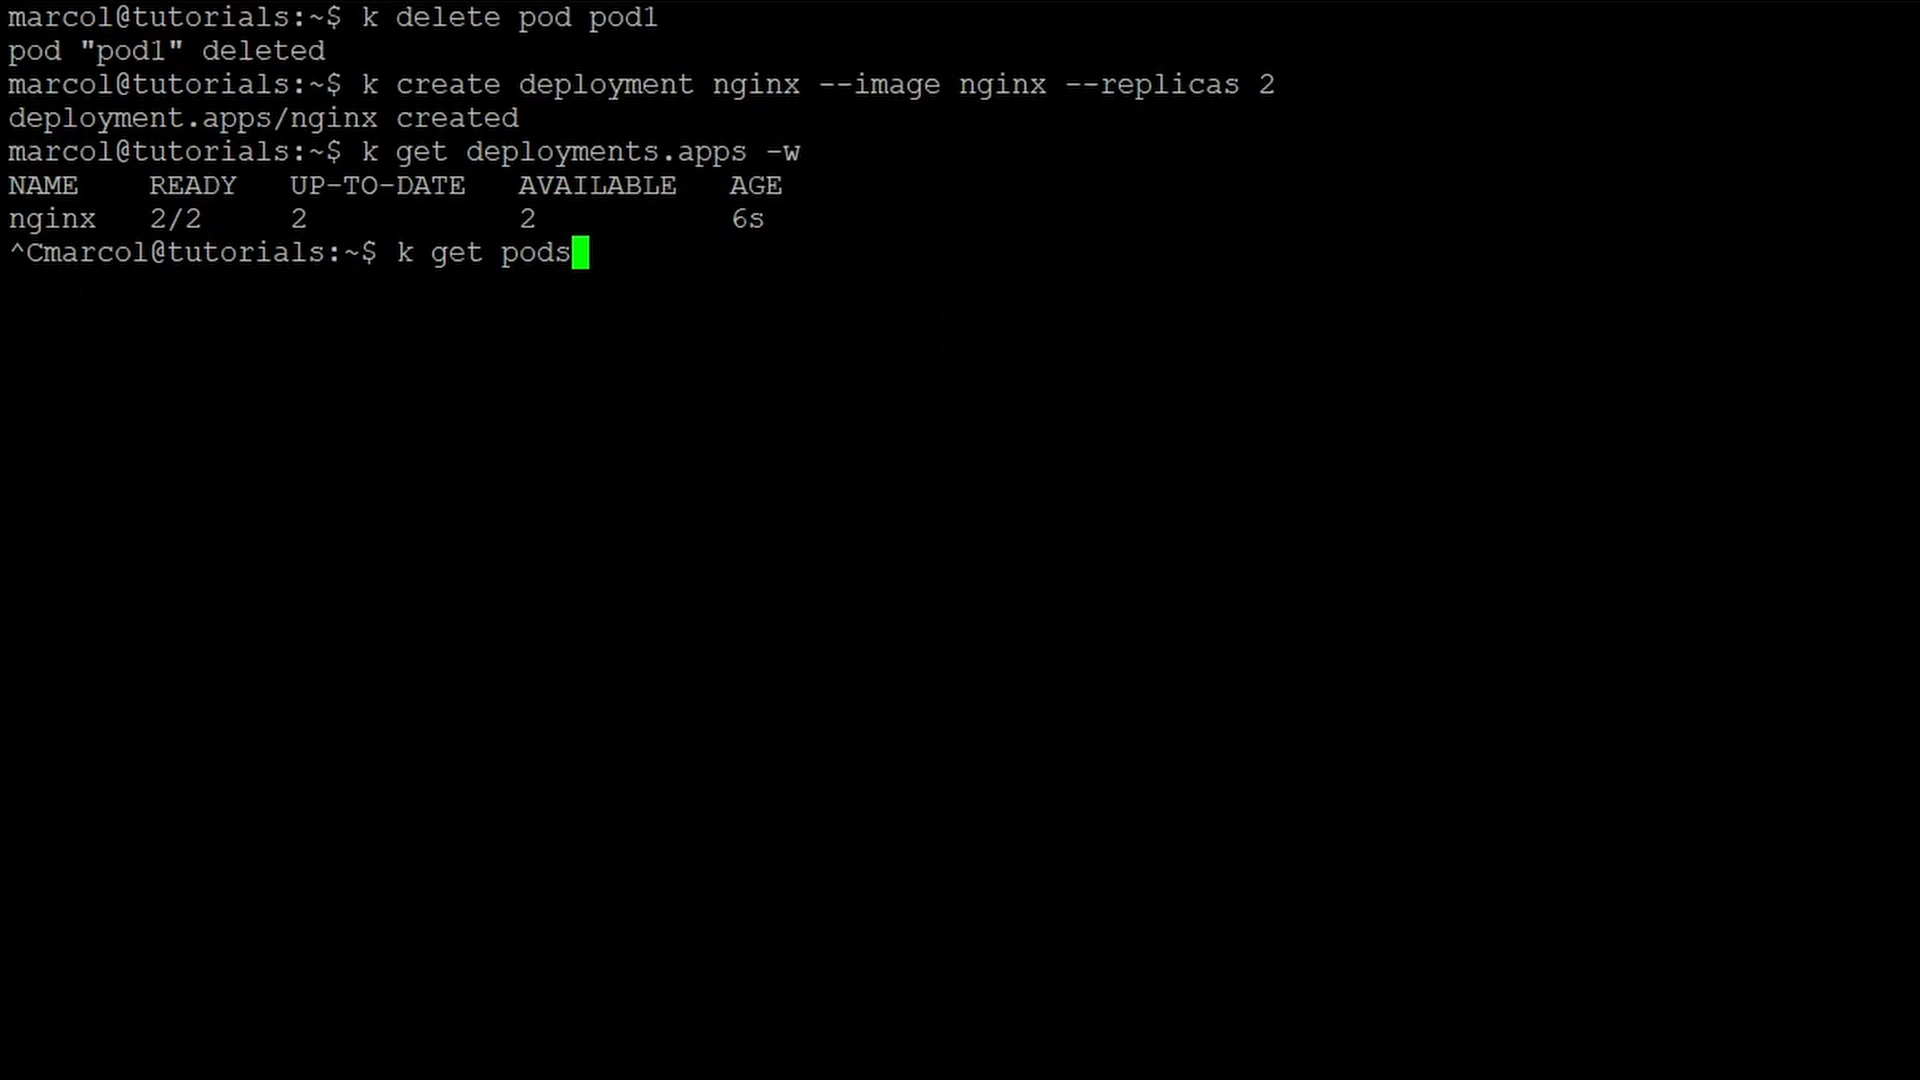 marcol@tutorials:~$ k delete pod pod1
pod "pod1" deleted
marcol@tutorials:~$ k create deployment nginx --image nginx --replicas 2
deployment.apps/nginx created
marcol@tutorials:~$ k get deployments.apps -w
NAME    READY   UP-TO-DATE   AVAILABLE   AGE
nginx   2/2     2            2           6s
^Cmarcol@tutorials:~$ k get pods